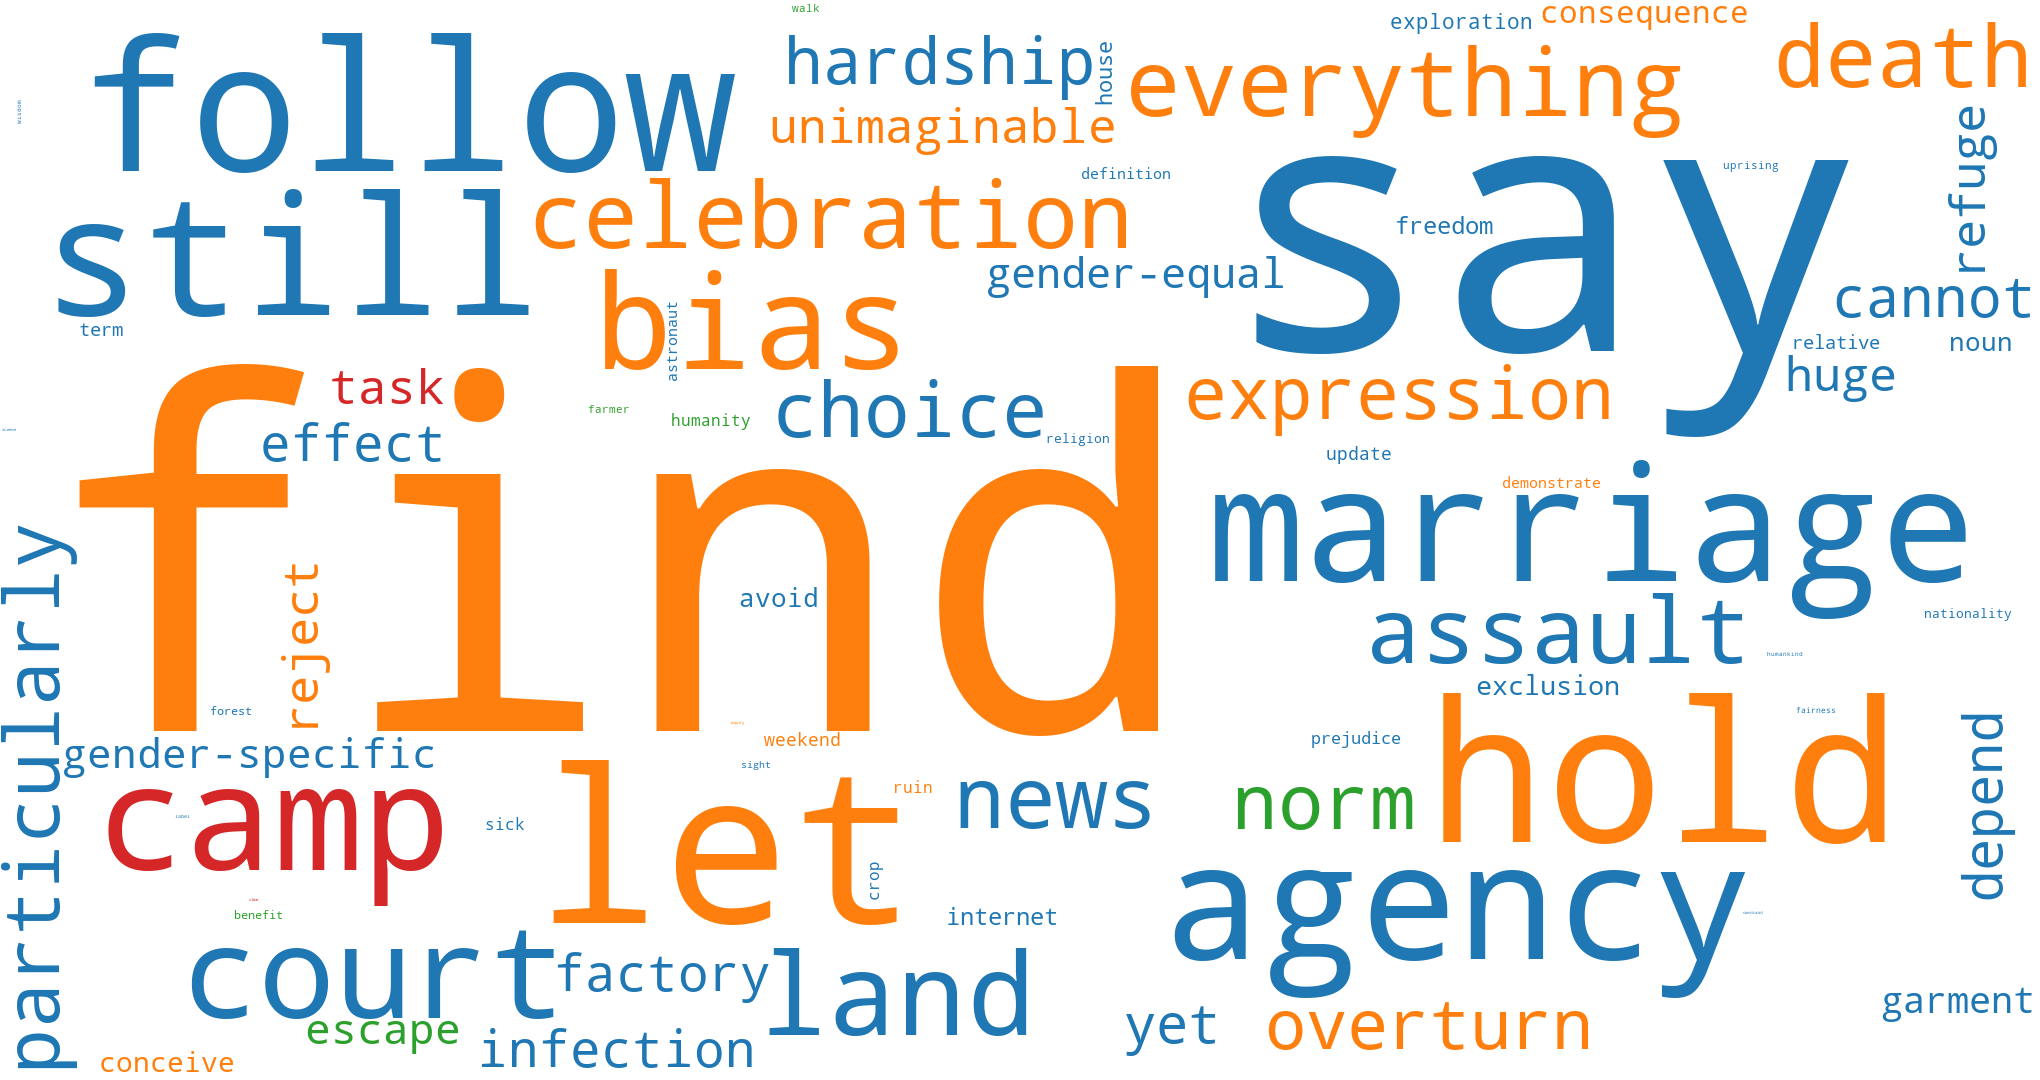 walk
exploration
consequence
follow
hardship
house
everything
death
wisdom
unimaginable
refuge
say
uprising
definition
still
celebration
freedom
gender-equal
bias
cannot
term
astronaut
relative
noun
task
find
choice
expression
huge
farmer
humanity
effect
religion
update
marriage
demonstrate
particularly
reject
avoid
assault
nationality
humankind
exclusion
forest
hold
fairness
depend
gender-specific
weekend
prejudice
sight
camp
let
news
norm
ruin
label
sick
crop
agency
benefit
internet
court
factory
land
garment
escape
infection
yet
overturn
conceive